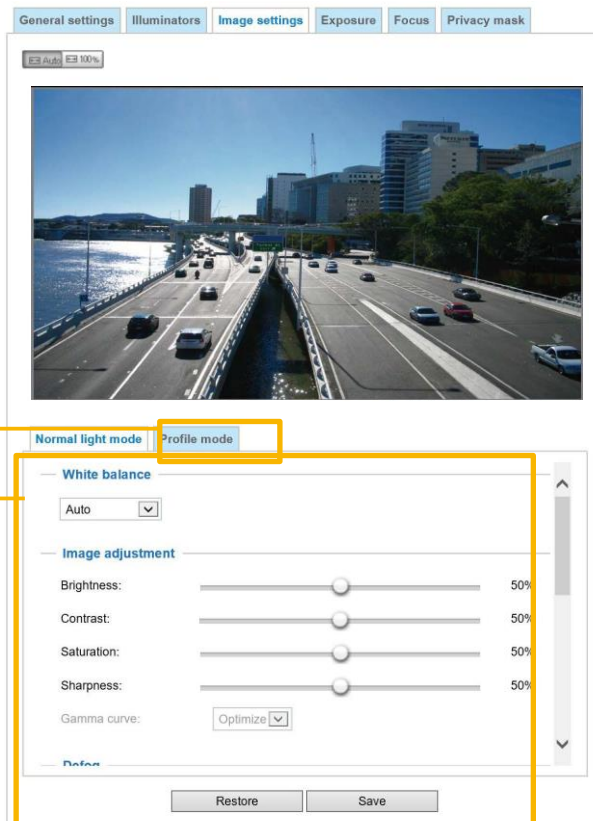 General settings Illuminators Image settings Exposure Focus Privacy mask
Auto 100%
Normal light mode Profile mode
White balance
Auto
Image adjustment
Brightness: 50%
Contrast: 50%
Saturation: 50%
Sharpness: 50%
Gamma curve: Optimize
Defog
Restore Save